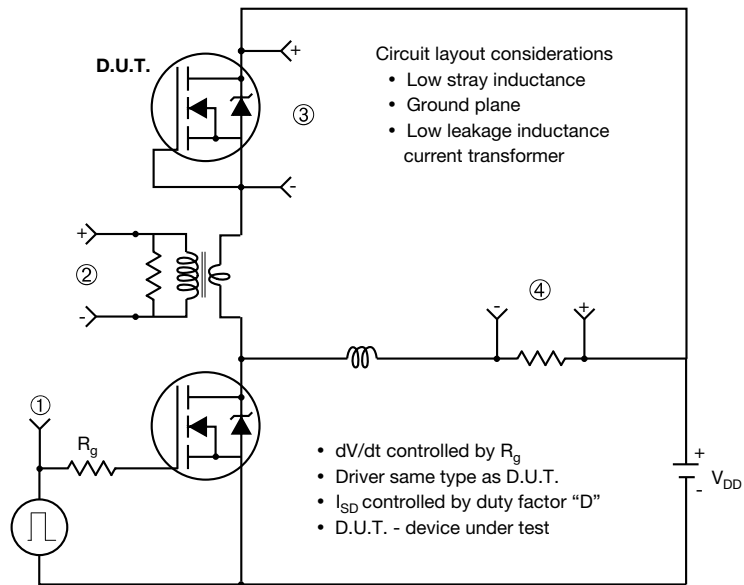 D.U.T.
+
Circuit layout considerations
• Low stray inductance
• Ground plane
• Low leakage inductance
current transformer
③
-
+
②
-
④
- +
①
R_g
• dV/dt controlled by R_g
• Driver same type as D.U.T.
• I_SD controlled by duty factor “D”
• D.U.T. - device under test
+
V_DD
-